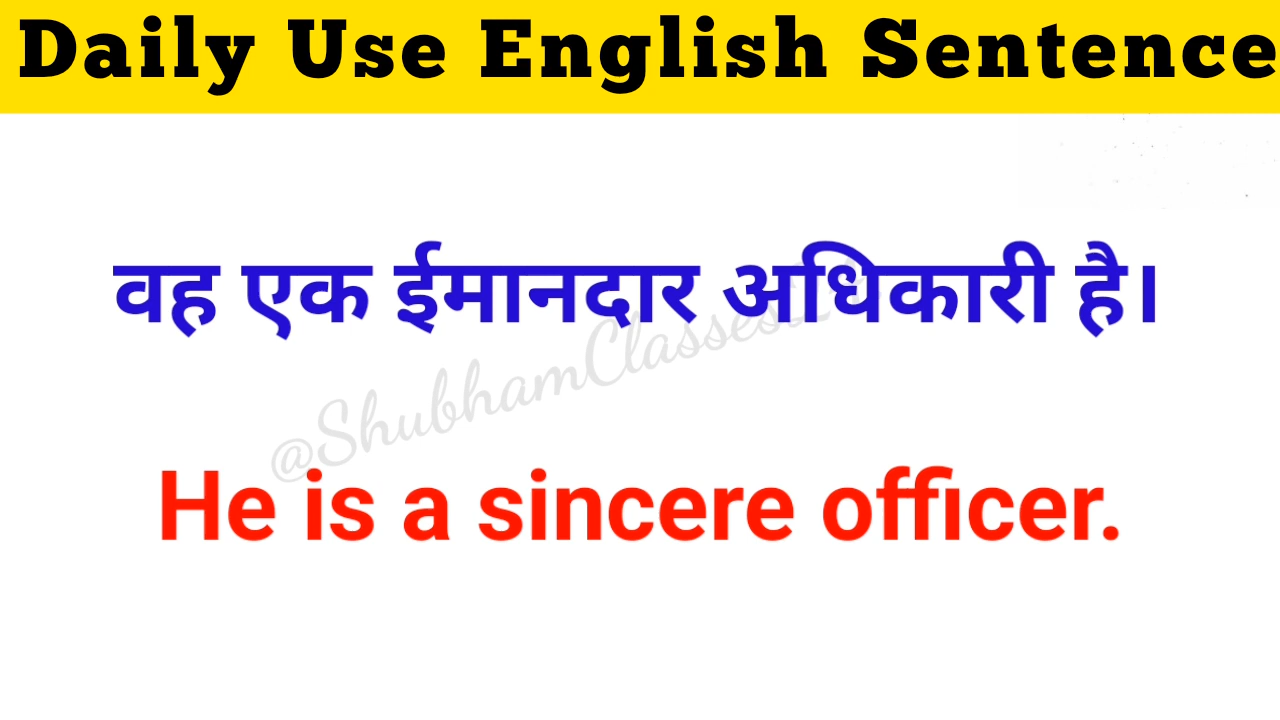 Daily Use English Sentence
वह एक ईमानदार अधिकारी है।
@ShubhamClasses
He is a sincere officer.